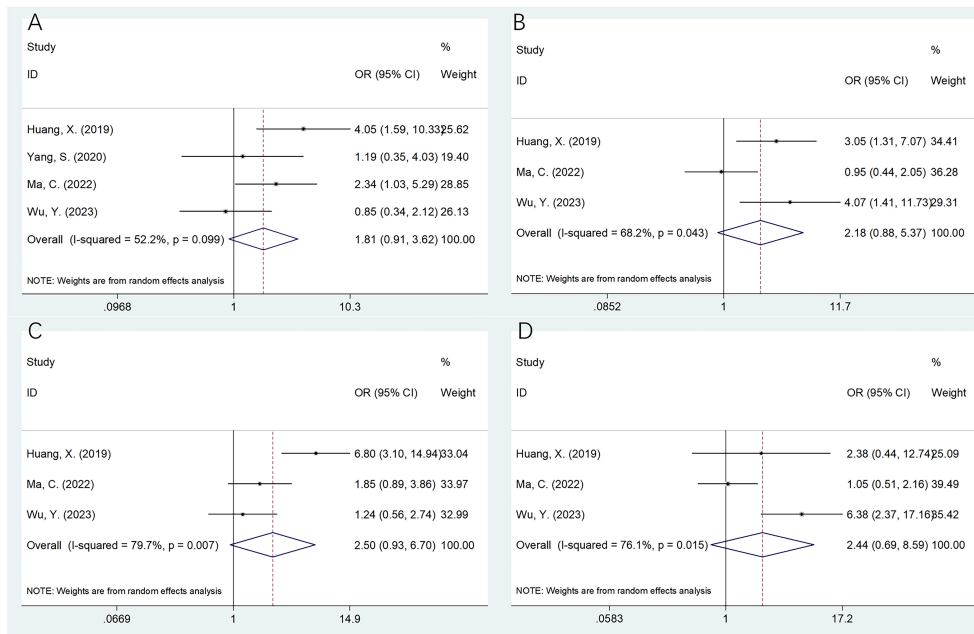 A
Study %
ID OR (95% CI) Weight
Huang, X. (2019) 4.05 (1.59, 10.33) 25.62
Yang, S. (2020) 1.19 (0.35, 4.03) 19.40
Ma, C. (2022) 2.34 (1.03, 5.29) 28.85
Wu, Y. (2023) 0.85 (0.34, 2.12) 26.13
Overall (I-squared = 52.2%, p = 0.099) 1.81 (0.91, 3.62) 100.00
NOTE: Weights are from random effects analysis
.0968 1 10.3
B
Study %
ID OR (95% CI) Weight
Huang, X. (2019) 3.05 (1.31, 7.07) 34.41
Ma, C. (2022) 0.95 (0.44, 2.05) 36.28
Wu, Y. (2023) 4.07 (1.41, 11.73) 29.31
Overall (I-squared = 68.2%, p = 0.043) 2.18 (0.88, 5.37) 100.00
NOTE: Weights are from random effects analysis
.0852 1 11.7
C
Study %
ID OR (95% CI) Weight
Huang, X. (2019) 6.80 (3.10, 14.94) 33.04
Ma, C. (2022) 1.85 (0.89, 3.86) 33.97
Wu, Y. (2023) 1.24 (0.56, 2.74) 32.99
Overall (I-squared = 79.7%, p = 0.007) 2.50 (0.93, 6.70) 100.00
NOTE: Weights are from random effects analysis
.0669 1 14.9
D
Study %
ID OR (95% CI) Weight
Huang, X. (2019) 2.38 (0.44, 12.74) 25.09
Ma, C. (2022) 1.05 (0.51, 2.16) 39.49
Wu, Y. (2023) 6.38 (2.37, 17.16) 35.42
Overall (I-squared = 76.1%, p = 0.015) 2.44 (0.69, 8.59) 100.00
NOTE: Weights are from random effects analysis
.0583 1 17.2